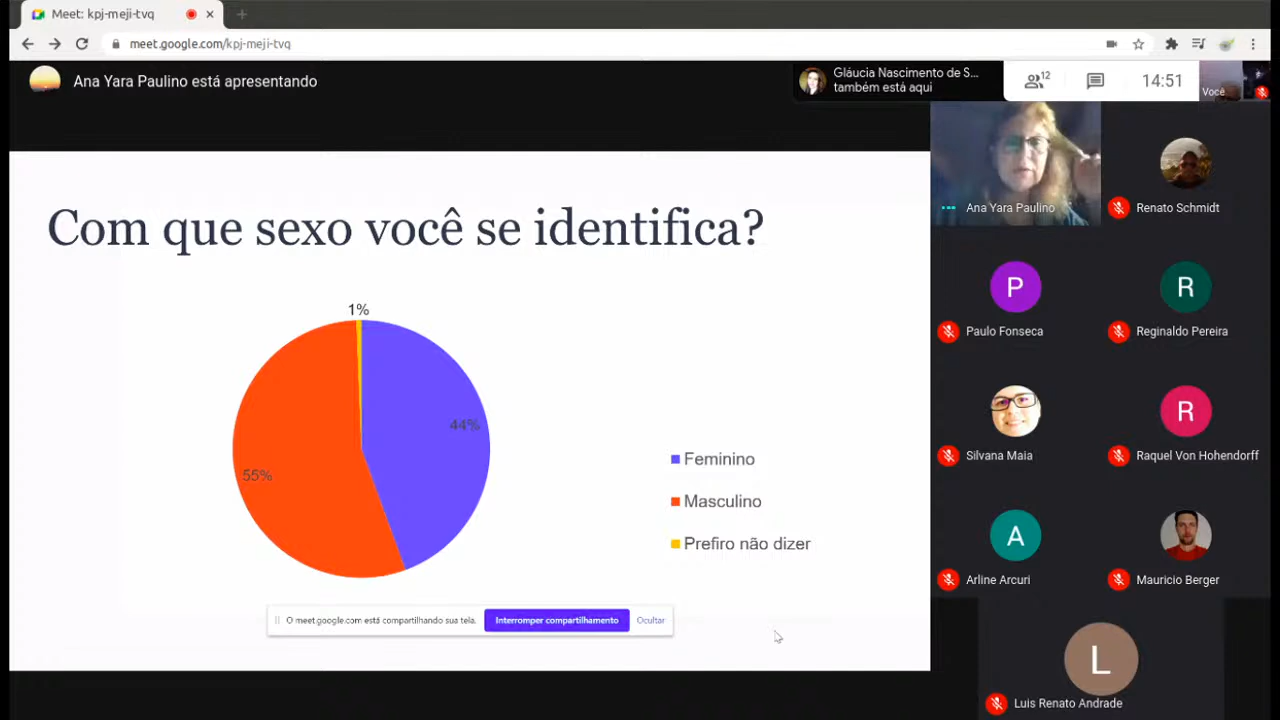 Meet: kpj-meji-tvq
meet.google.com/kpj-meji-tvq
Ana Yara Paulino está apresentando
Gláucia Nascimento de S...
também está aqui
12
14:51
Você
Com que sexo você se identifica?
1%
44%
55%
Feminino
Masculino
Prefiro não dizer
O meet.google.com está compartilhando sua tela.
Interromper compartilhamento
Ocultar
Ana Yara Paulino
Renato Schmidt
P
R
Paulo Fonseca
Reginaldo Pereira
R
Silvana Maia
Raquel Von Hohendorff
A
Arline Arcuri
Mauricio Berger
L
Luis Renato Andrade